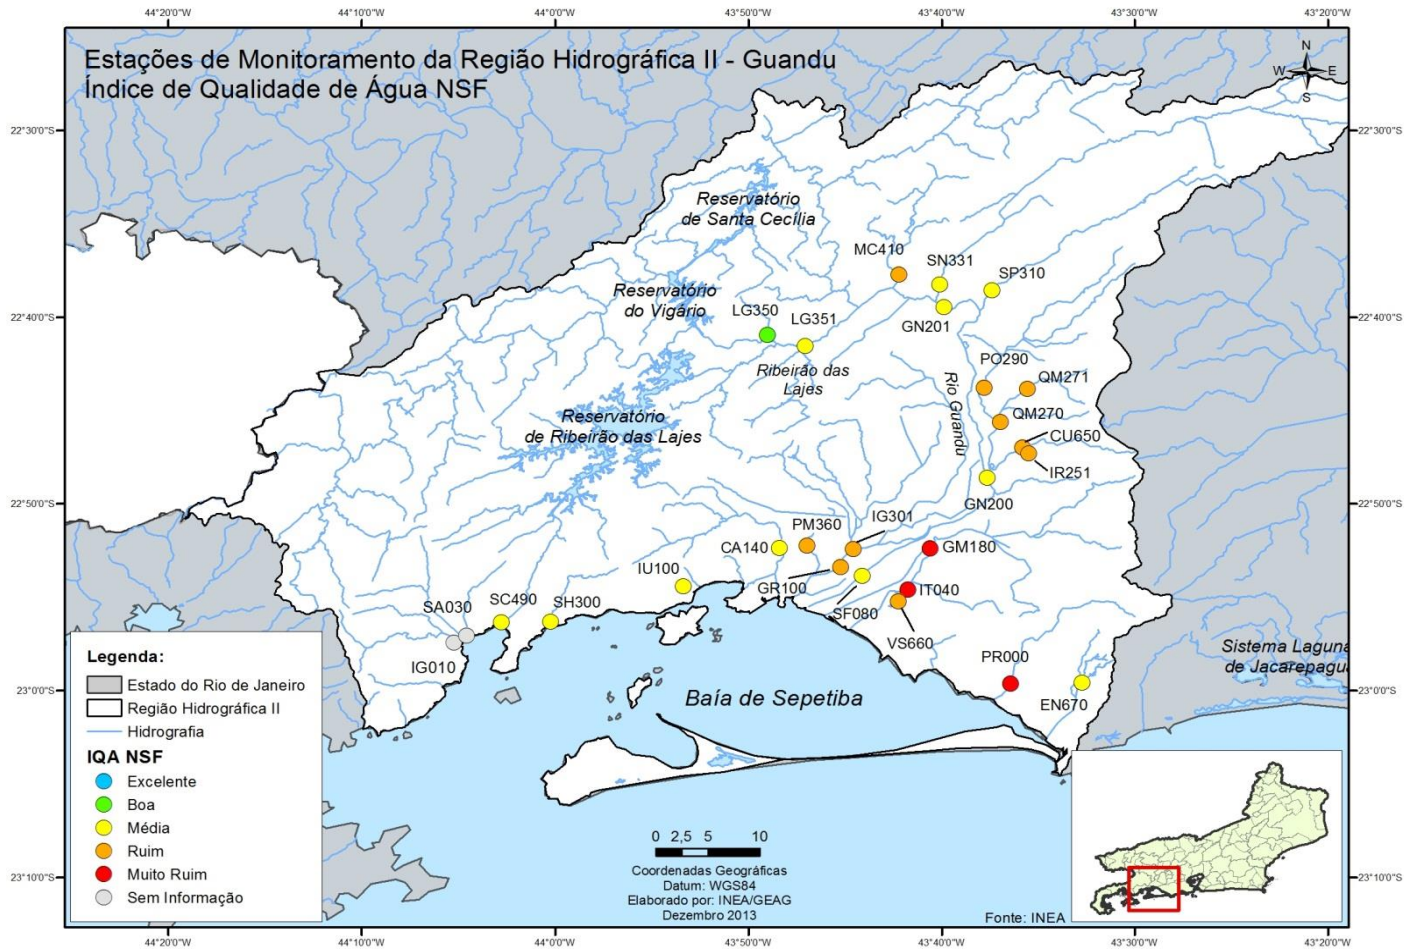 44°20'0"W 44°10'0"W 44°0'0"W 43°50'0"W 43°40'0"W 43°30'0"W 43°20'0"W
Estações de Monitoramento da Região Hidrográfica II - Guandu
Índice de Qualidade de Água NSF
N
W E
S
22°30'0"S 22°30'0"S
Reservatório
de Santa Cecília
MC410
SN331
SP310
Reservatório
do Vigário
LG350
LG351
GN201
22°40'0"S 22°40'0"S
Ribeirão das
Lajes
Rio Guandu
PO290
QM271
Reservatório
de Ribeirão das Lajes
QM270
CU650
IR251
22°50'0"S 22°50'0"S
GN200
PM360
IG301
CA140
GM180
IU100
GR100
IT040
SF080
SA030
SC490
SH300
VS660
IG010
PR000
EN670
Sistema Laguna
de Jacarepagu
23°0'0"S 23°0'0"S
Baía de Sepetiba
Legenda:
Estado do Rio de Janeiro
Região Hidrográfica II
Hidrografia
IQA NSF
Excelente
Boa
Média
Ruim
Muito Ruim
Sem Informação
0 2,5 5 10
Coordenadas Geográficas
Datum: WGS84
Elaborado por: INEA/GEAG
Dezembro 2013
23°10'0"S 23°10'0"S
Fonte: INEA
44°20'0"W 44°10'0"W 44°0'0"W 43°50'0"W 43°40'0"W 43°30'0"W 43°20'0"W